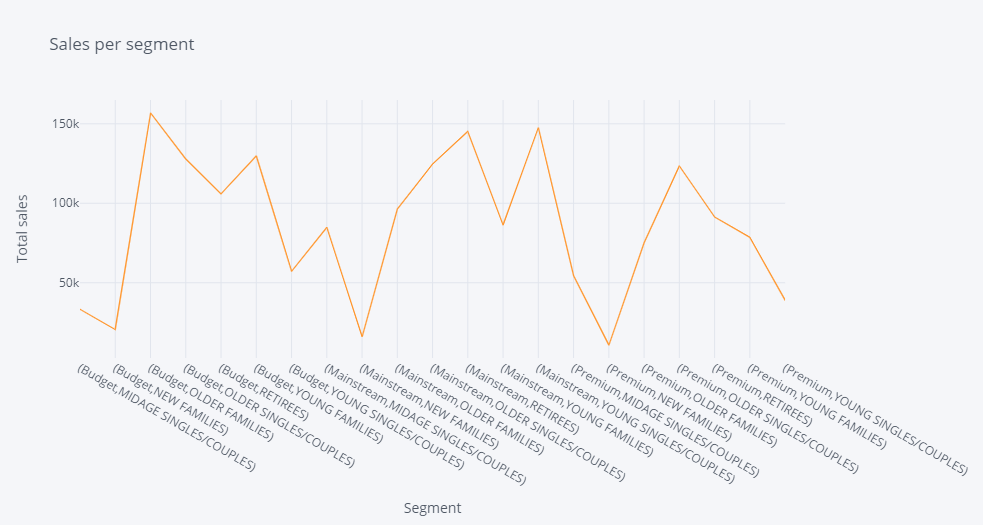 Sales per segment
150k
100k
50k
Total sales
(Budget,MIDAGE SINGLES/COUPLES)
(Budget,NEW FAMILIES)
(Budget,OLDER FAMILIES)
(Budget,OLDER SINGLES/COUPLES)
(Budget,RETIREES)
(Budget,YOUNG FAMILIES)
(Budget,YOUNG SINGLES/COUPLES)
(Mainstream,MIDAGE SINGLES/COUPLES)
(Mainstream,NEW FAMILIES)
(Mainstream,OLDER FAMILIES)
(Mainstream,OLDER SINGLES/COUPLES)
(Mainstream,RETIREES)
(Mainstream,YOUNG FAMILIES)
(Mainstream,YOUNG SINGLES/COUPLES)
(Premium,MIDAGE SINGLES/COUPLES)
(Premium,NEW FAMILIES)
(Premium,OLDER FAMILIES)
(Premium,OLDER SINGLES/COUPLES)
(Premium,RETIREES)
(Premium,YOUNG FAMILIES)
(Premium,YOUNG SINGLES/COUPLES)
Segment